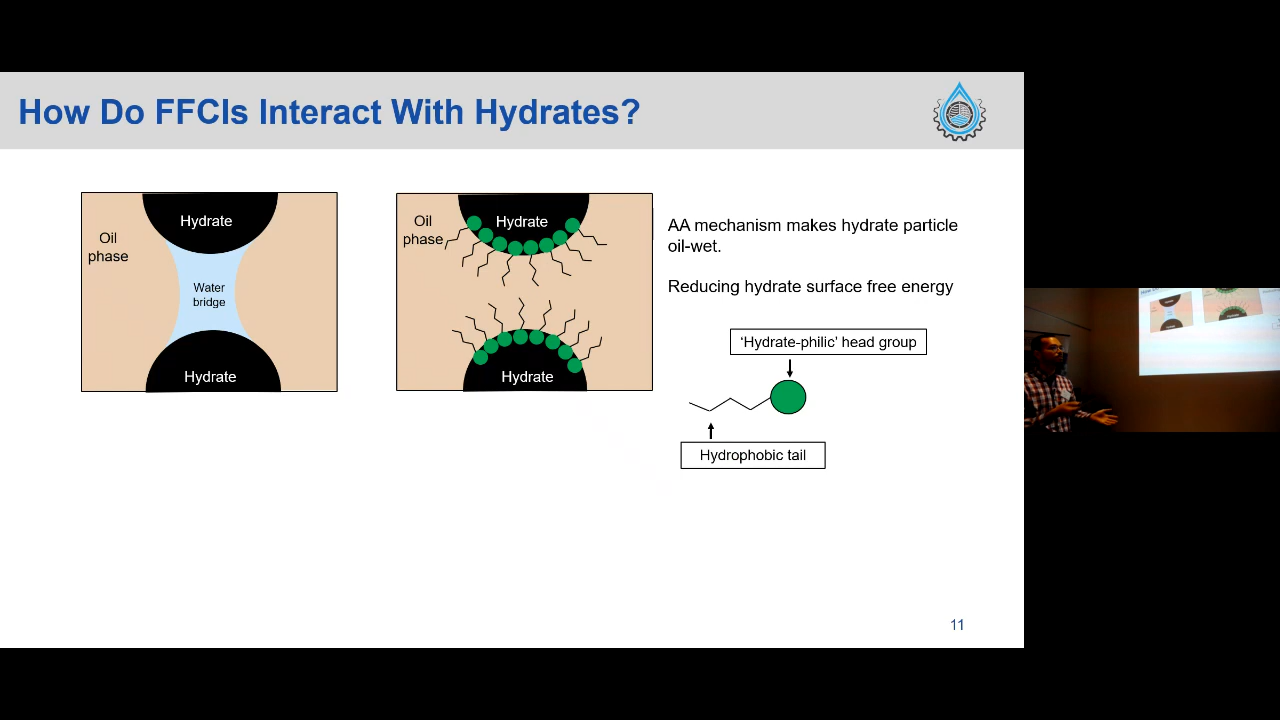 How Do FFCIs Interact With Hydrates?
Hydrate
Oil
phase
Water
bridge
Hydrate
Oil
phase
Hydrate
Hydrate
AA mechanism makes hydrate particle
oil-wet.
Reducing hydrate surface free energy
‘Hydrate-philic’ head group
Hydrophobic tail
11